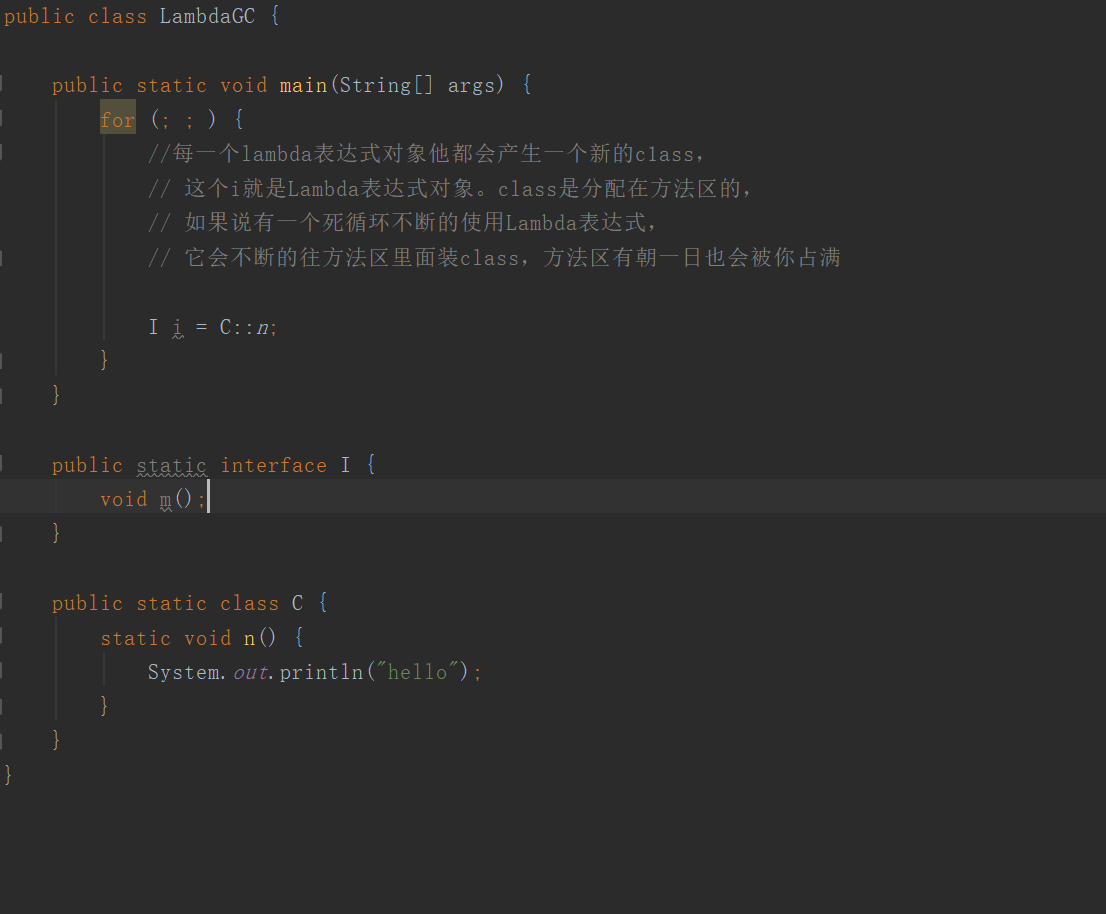 public class LambdaGC {
public static void main(String[] args) {
for (; ; ) {
//每一个lambda表达式对象他都会产生一个新的class，
// 这个i就是Lambda表达式对象。class是分配在方法区的，
// 如果说有一个死循环不断的使用Lambda表达式，
// 它会不断的往方法区里面装class，方法区有朝一日也会被你占满
I i = C::n;
}
}
public static interface I {
void m();
}
public static class C {
static void n() {
System.out.println("hello");
}
}
}